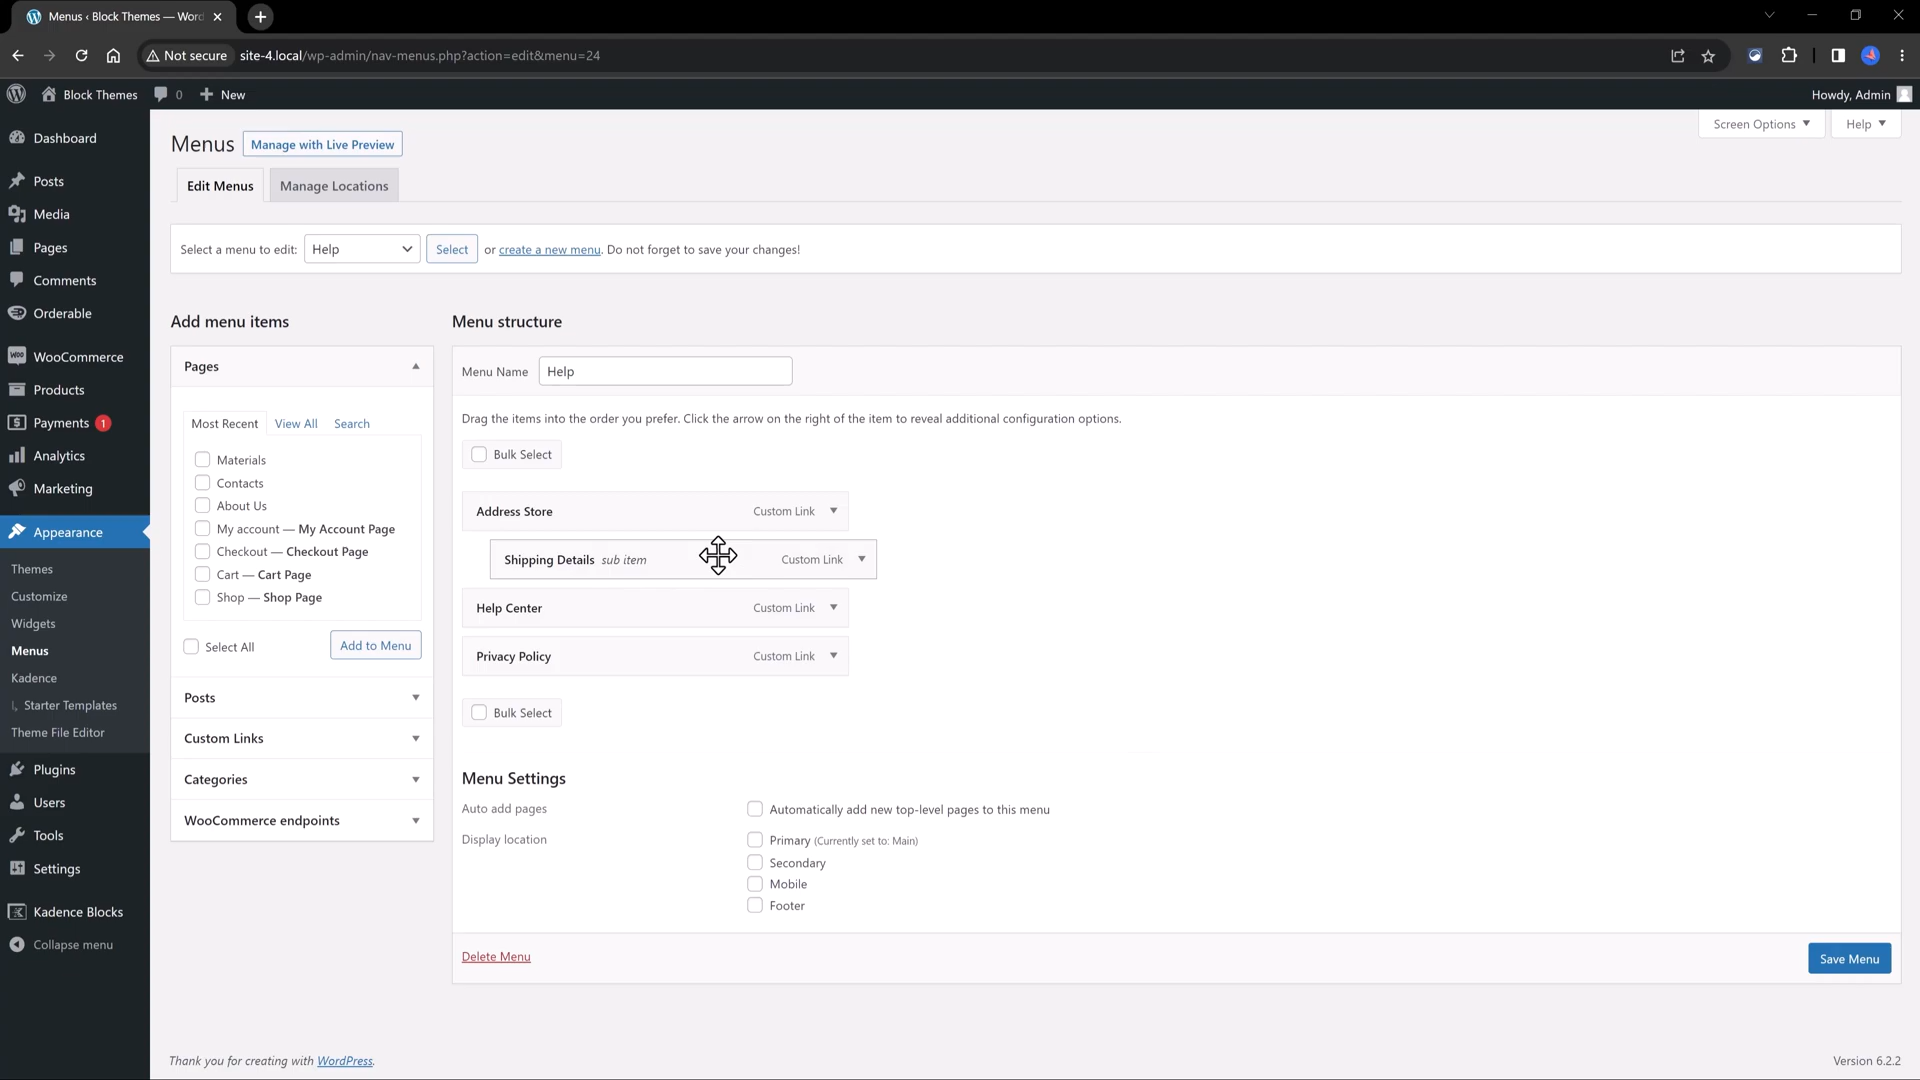 Menus ‹ Block Themes — Word
Not secure
site-4.local/wp-admin/nav-menus.php?action=edit&menu=24
Block Themes
0
New
Howdy, Admin
Screen Options
Help
Dashboard
Posts
Media
Pages
Comments
Orderable
WooCommerce
Products
Payments 1
Analytics
Marketing
Appearance
Themes
Customize
Widgets
Menus
Kadence
Starter Templates
Theme File Editor
Plugins
Users
Tools
Settings
Kadence Blocks
Collapse menu
Menus
Manage with Live Preview
Edit Menus
Manage Locations
Select a menu to edit: Help Select or create a new menu. Do not forget to save your changes!
Add menu items
Pages
Most Recent View All Search
Materials
Contacts
About Us
My account — My Account Page
Checkout — Checkout Page
Cart — Cart Page
Shop — Shop Page
Select All
Add to Menu
Posts
Custom Links
Categories
WooCommerce endpoints
Menu structure
Menu Name Help
Drag the items into the order you prefer. Click the arrow on the right of the item to reveal additional configuration options.
Bulk Select
Address Store Custom Link
Shipping Details sub item Custom Link
Help Center Custom Link
Privacy Policy Custom Link
Bulk Select
Menu Settings
Auto add pages
Automatically add new top-level pages to this menu
Display location
Primary (Currently set to: Main)
Secondary
Mobile
Footer
Delete Menu
Save Menu
Thank you for creating with WordPress.
Version 6.2.2